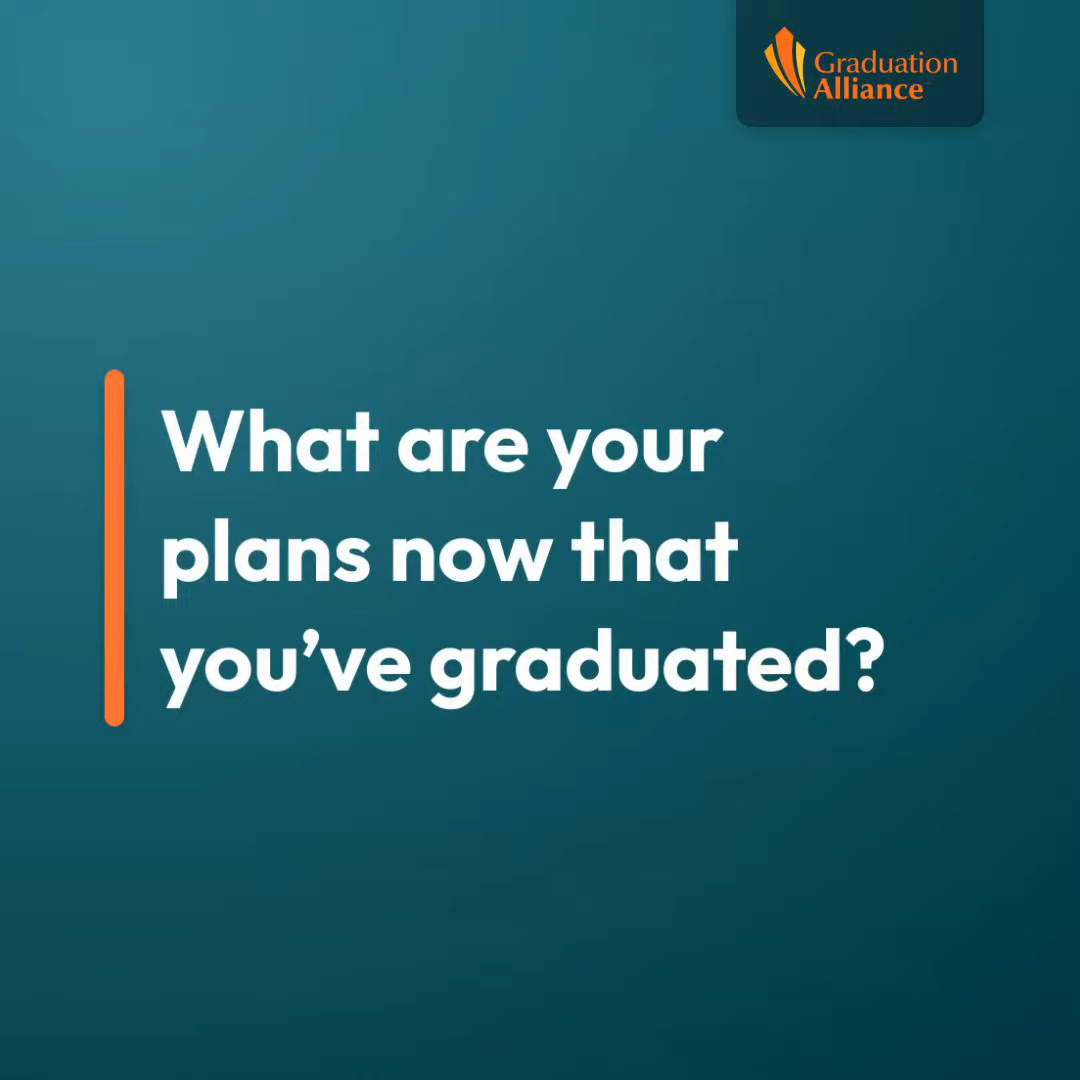 Graduation
Alliance
What are your
plans now that
you’ve graduated?